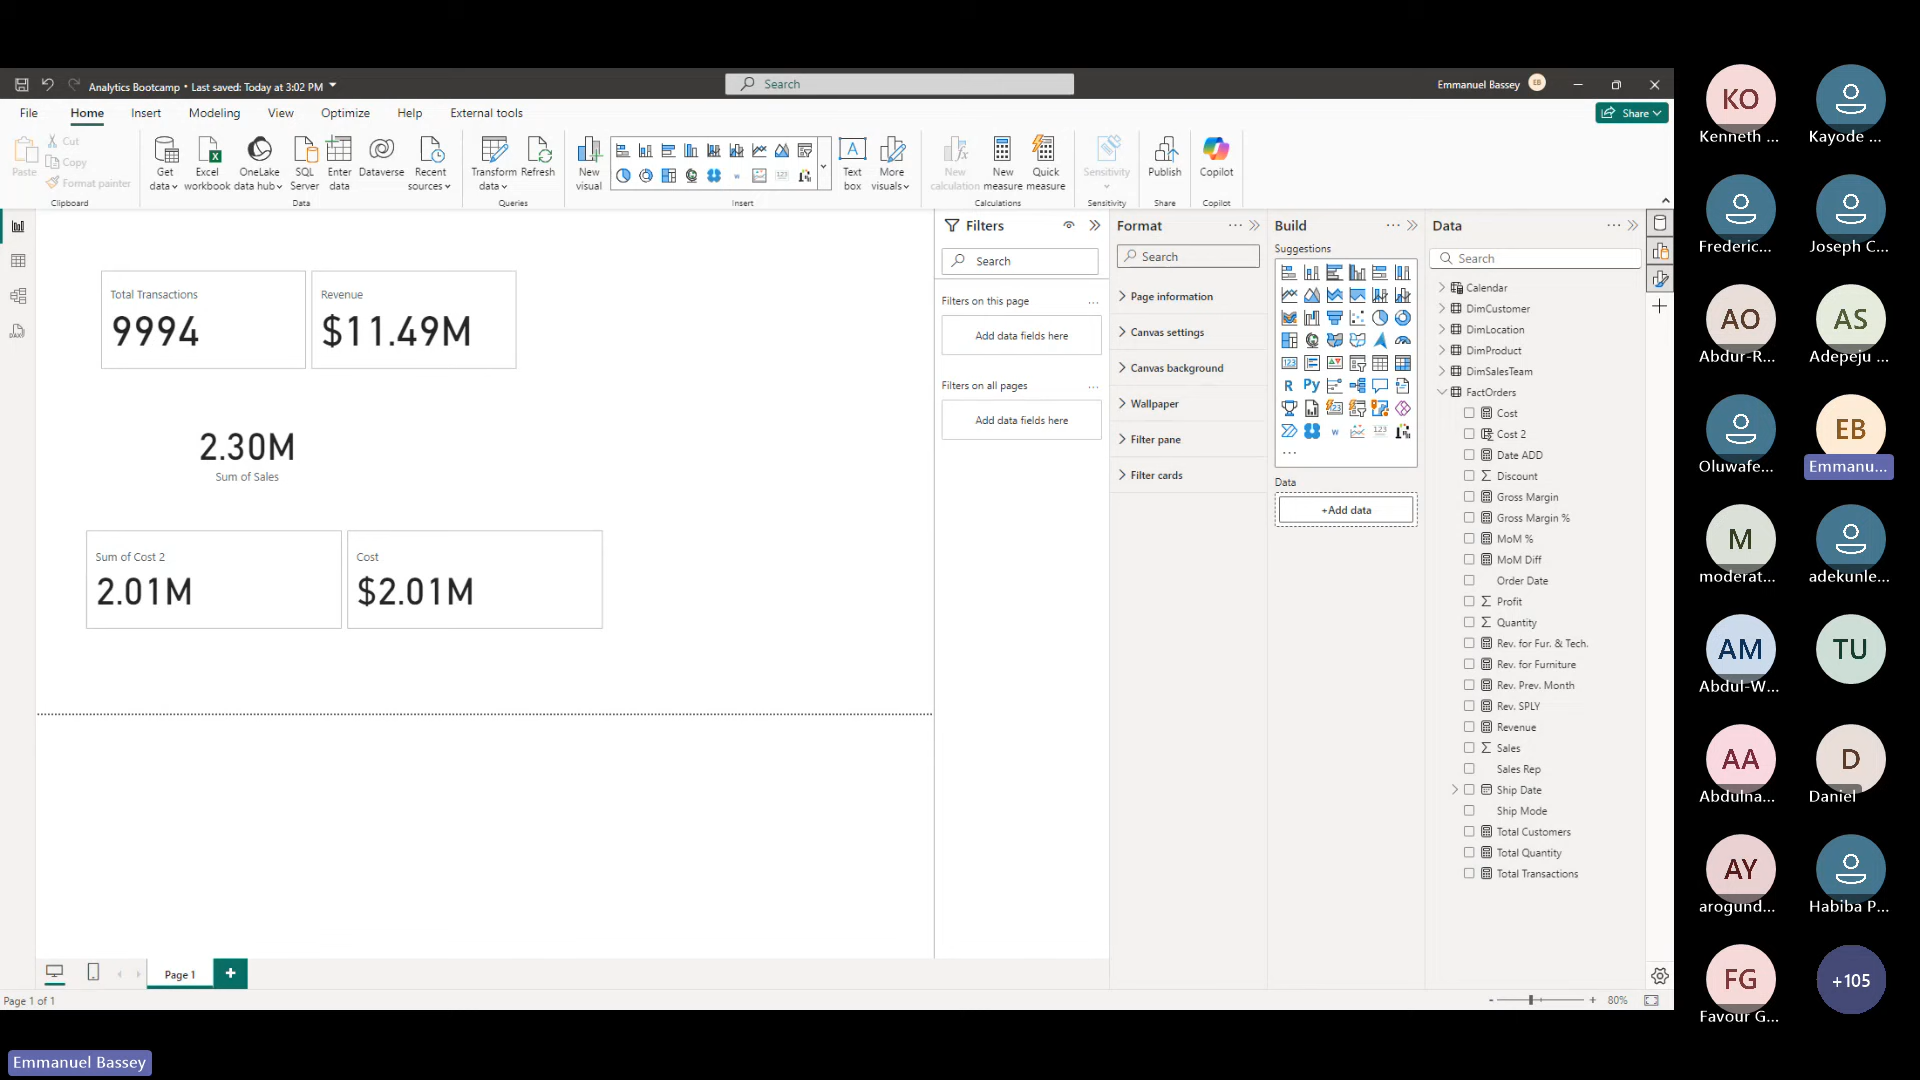 Analytics Bootcamp • Last saved: Today at 3:02 PM
Search
Emmanuel Bassey
EB
File
Home
Insert
Modeling
View
Optimize
Help
External tools
Share
Paste
Cut
Copy
Format painter
Clipboard
Get data
Excel workbook
OneLake data hub
SQL Server
Enter data
Dataverse
Recent sources
Data
Transform data
Refresh
Queries
New visual
Text box
More visuals
Insert
New calculation
New measure
Quick measure
Calculations
Sensitivity
Sensitivity
Publish
Share
Copilot
Copilot
Total Transactions
9994
Revenue
$11.49M
2.30M
Sum of Sales
Sum of Cost 2
2.01M
Cost
$2.01M
Filters
Search
Filters on this page
...
Add data fields here
Filters on all pages
...
Add data fields here
Format
...
Search
Page information
Canvas settings
Canvas background
Wallpaper
Filter pane
Filter cards
Build
...
Suggestions
R
Py
...
Data
+Add data
Data
...
Search
Calendar
DimCustomer
DimLocation
DimProduct
DimSalesTeam
FactOrders
Cost
Cost 2
Date ADD
Discount
Gross Margin
Gross Margin %
MoM %
MoM Diff
Order Date
Profit
Quantity
Rev. for Fur. & Tech.
Rev. for Furniture
Rev. Prev. Month
Rev. SPLY
Revenue
Sales
Sales Rep
Ship Date
Ship Mode
Total Customers
Total Quantity
Total Transactions
Page 1
Page 1 of 1
- + 80%
Emmanuel Bassey
KO
Kenneth ...
Kayode ...
Frederic...
Joseph C...
AO
Abdur-R...
AS
Adepeju ...
Oluwafe...
EB
Emmanu...
M
moderat...
adekunle...
AM
Abdul-W...
TU
AA
Abdulna...
D
Daniel
AY
arogund...
Habiba P...
FG
Favour G...
+105